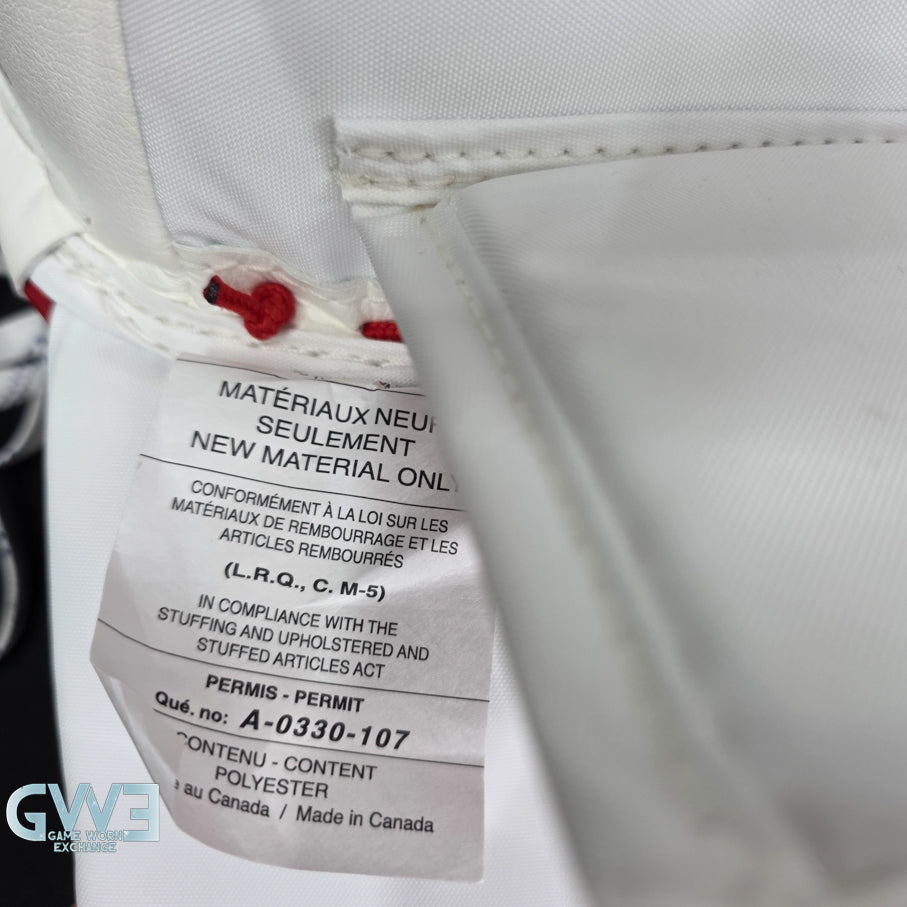 MATÉRIAUX
SEULEMENT
NEW MATERIAL
CONFORMÉMENT À LA LOI SUR LES
MATÉRIAUX DE REMBOURRAGE ET LES
ARTICLES REMBOURRÉS
(L.R.Q., C. M-5)
IN COMPLIANCE WITH THE
STUFFING AND UPHOLSTERED AND
STUFFED ARTICLES ACT
PERMIS - PERMIT
Qué. no: A-0330-107
CONTENU - CONTENT
POLYESTER
au Canada / Made in Canada
GWE
GAME WORN
EXCHANGE